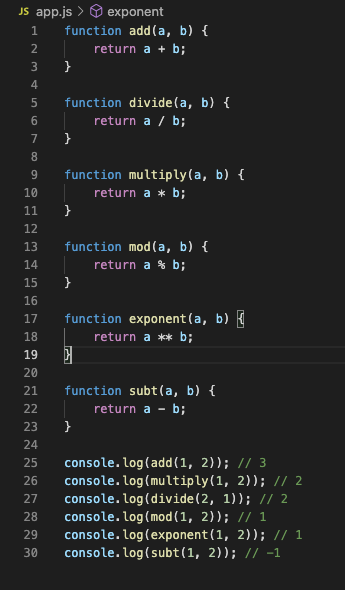 JS app.js > exponent
1 function add(a, b) {
2     return a + b;
3 }
4
5 function divide(a, b) {
6     return a / b;
7 }
8
9 function multiply(a, b) {
10     return a * b;
11 }
12
13 function mod(a, b) {
14     return a % b;
15 }
16
17 function exponent(a, b) {
18     return a ** b;
19 }
20
21 function subt(a, b) {
22     return a - b;
23 }
24
25 console.log(add(1, 2)); // 3
26 console.log(multiply(1, 2)); // 2
27 console.log(divide(2, 1)); // 2
28 console.log(mod(1, 2)); // 1
29 console.log(exponent(1, 2)); // 1
30 console.log(subt(1, 2)); // -1